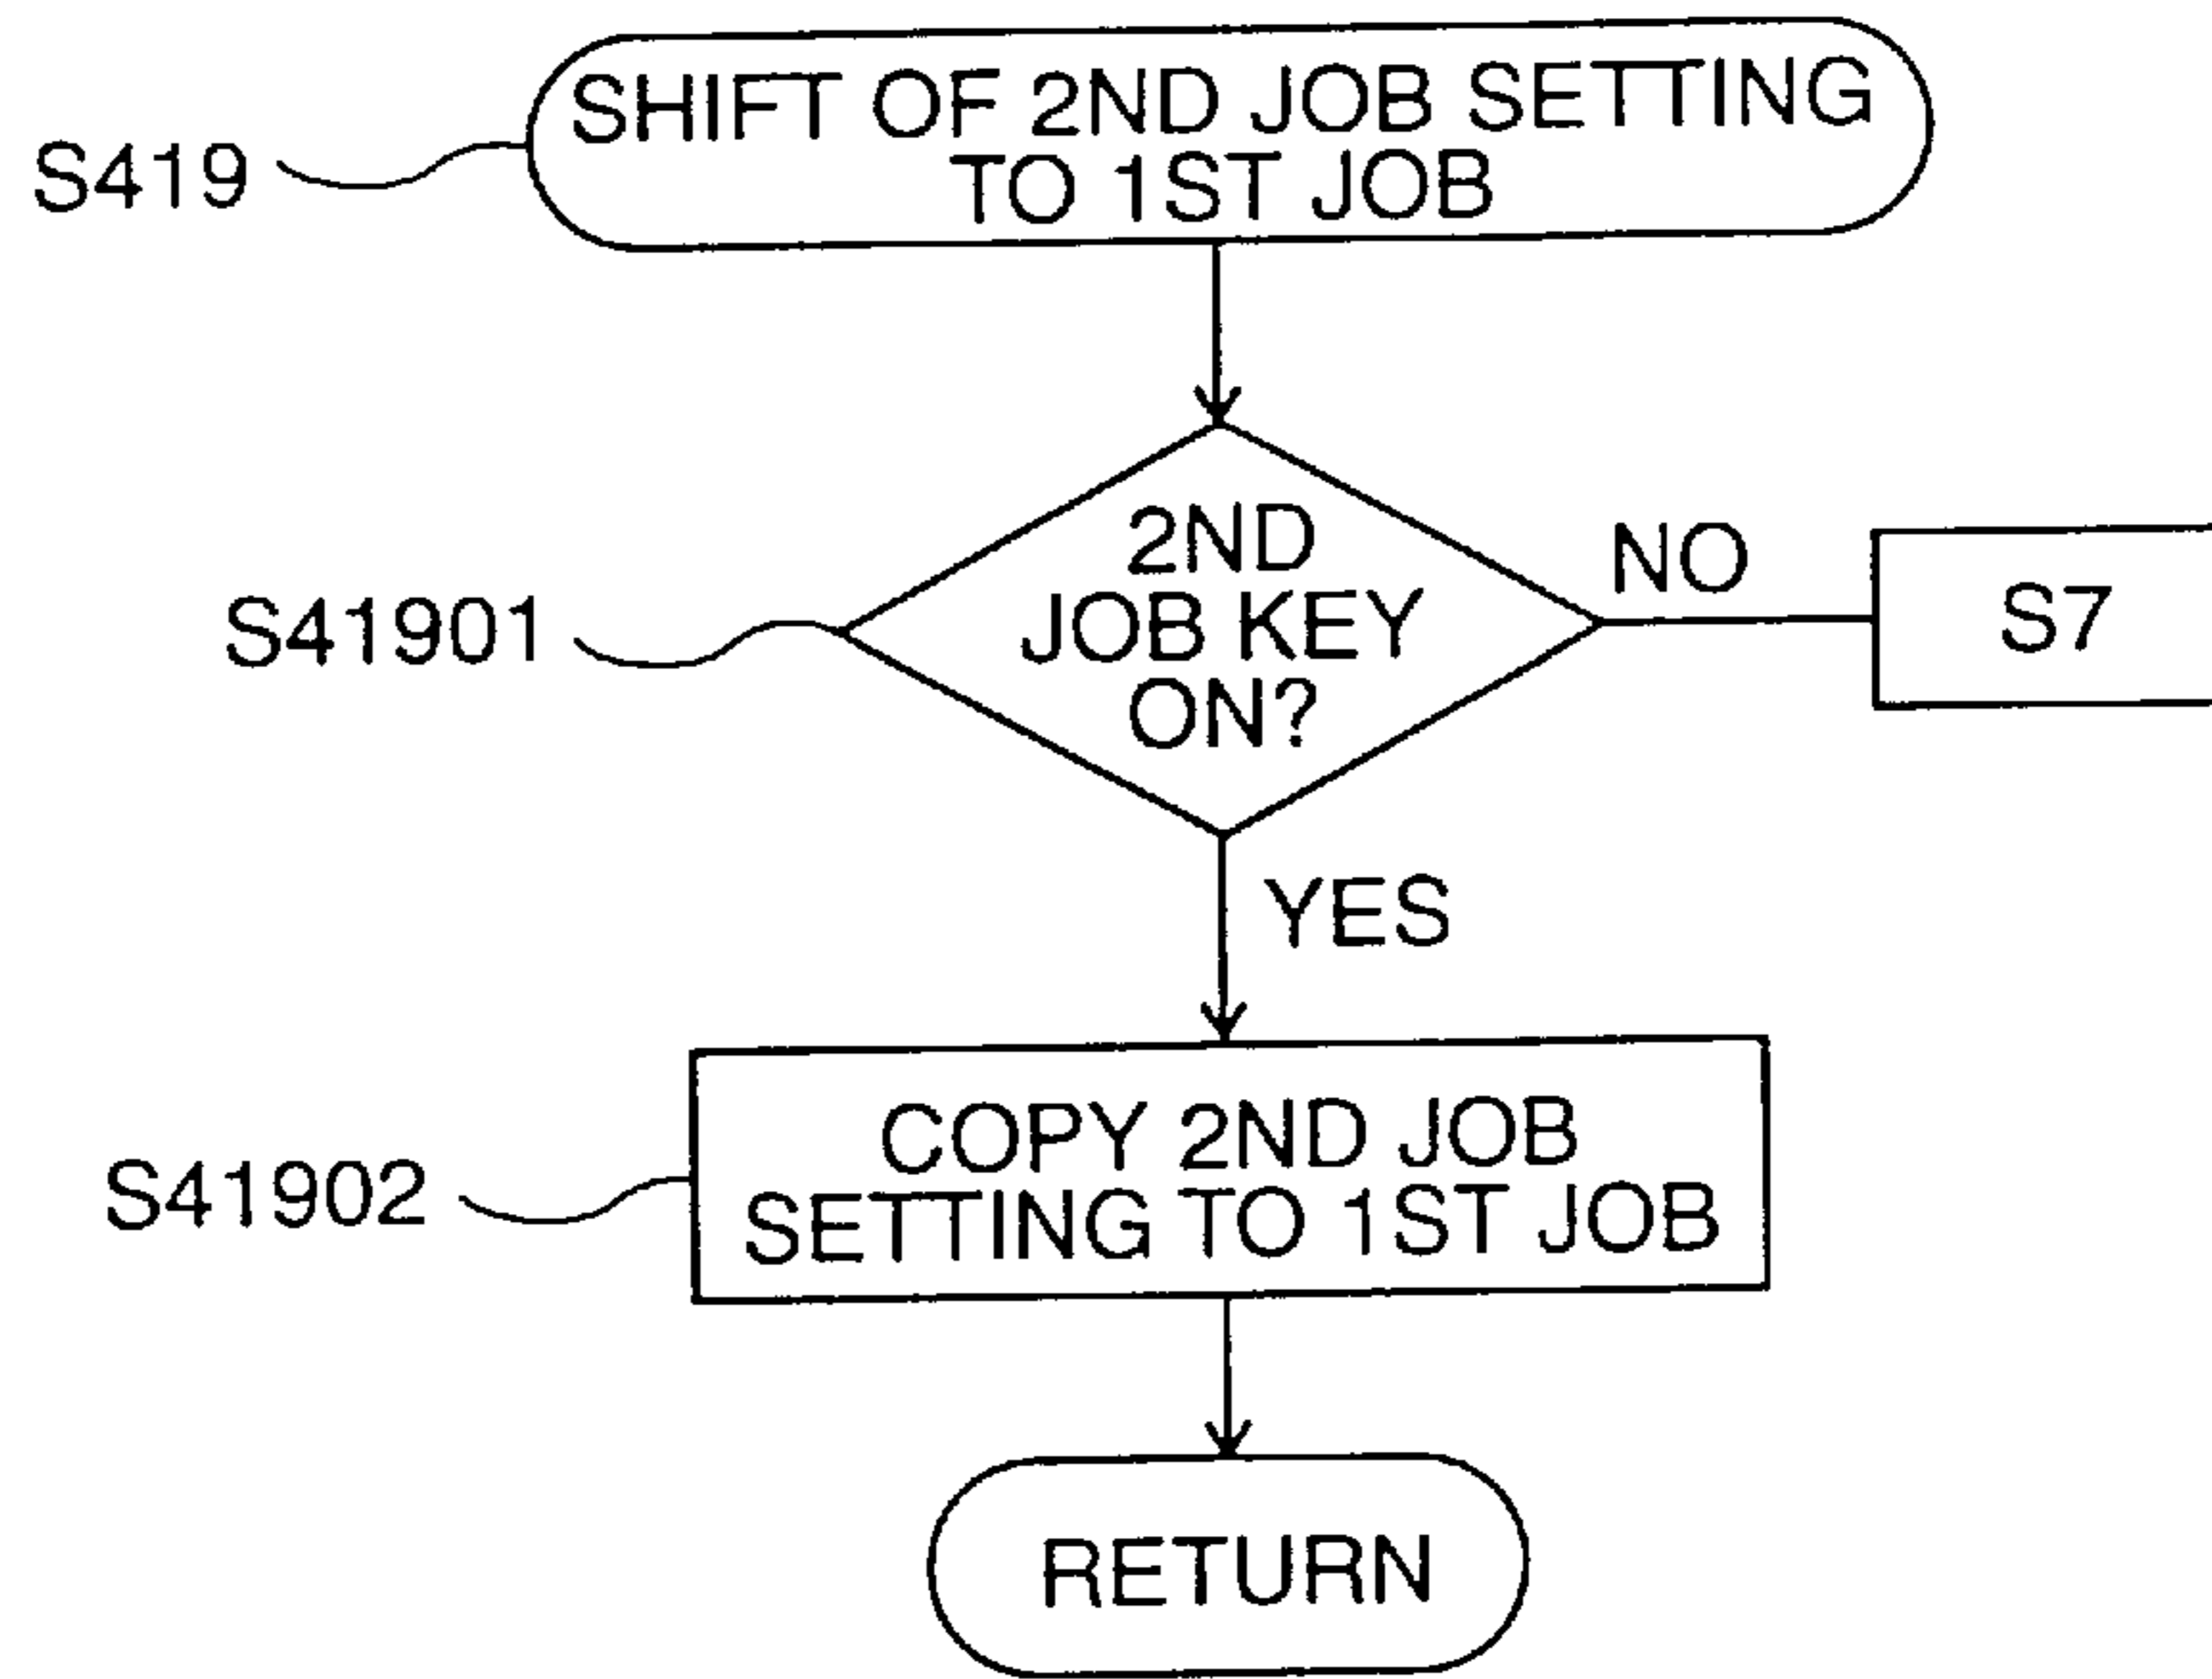 SHIFT OF 2ND JOB SETTING
TO 1ST JOB
S419
2ND
JOB KEY
ON?
NO
S7
S41901
YES
COPY 2ND JOB
SETTING TO 1ST JOB
S41902
RETURN